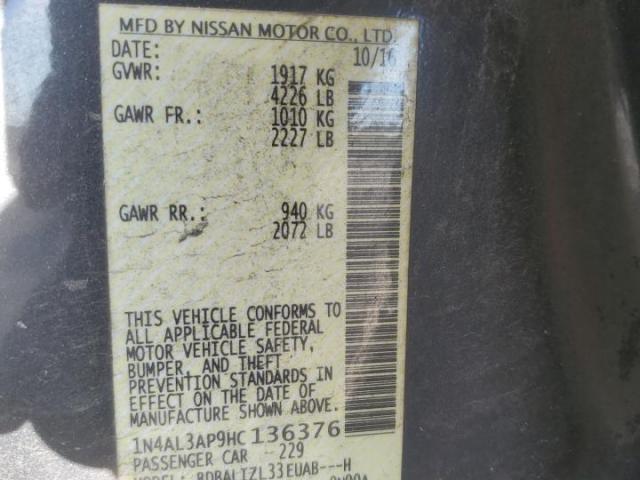 MFD BY NISSAN MOTOR CO., LTD.
DATE: 10/16
GVWR: 1917 KG
4226 LB
GAWR FR.: 1010 KG
2227 LB
GAWR RR.: 940 KG
2072 LB
THIS VEHICLE CONFORMS TO
ALL APPLICABLE FEDERAL
MOTOR VEHICLE SAFETY,
BUMPER, AND THEFT
PREVENTION STANDARDS IN
EFFECT ON THE DATE OF
MANUFACTURE SHOWN ABOVE.
1N4AL3AP9HC136376
PASSENGER CAR 229
BDBALIZL33EUAB---H